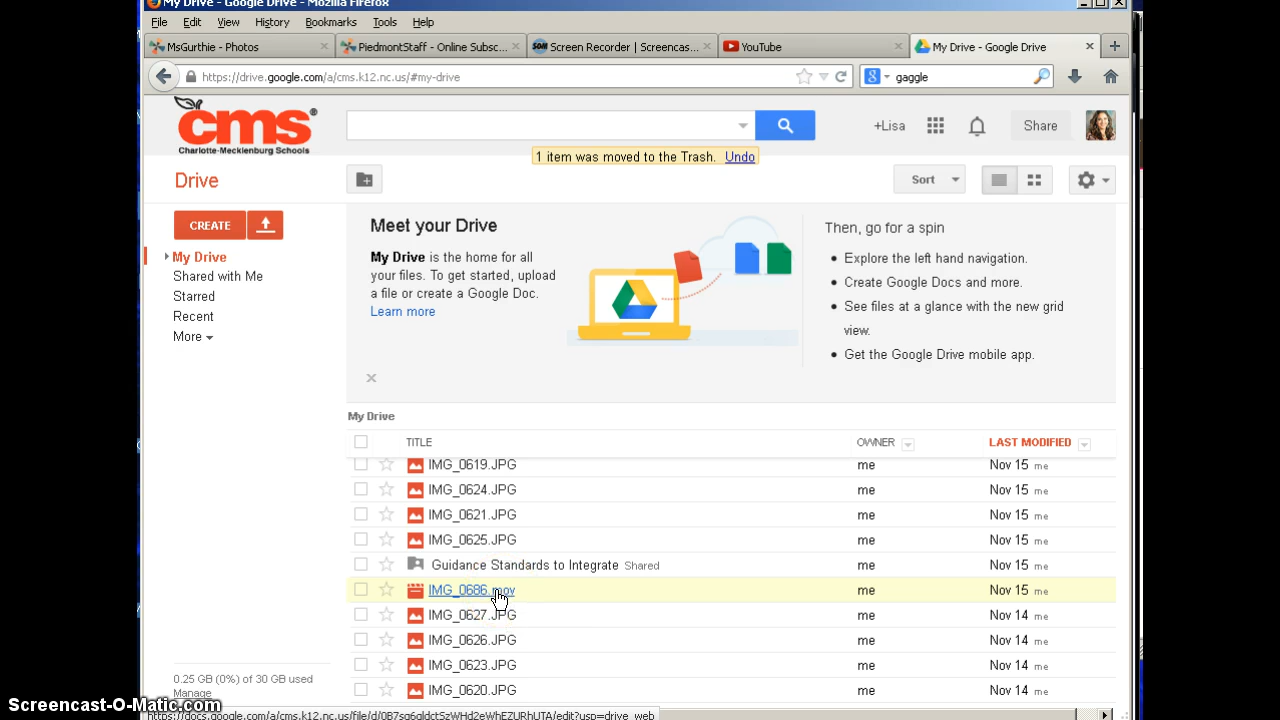 My Drive - Google Drive - Mozilla Firefox
File Edit View History Bookmarks Tools Help
MsGurthie - Photos
PiedmontStaff - Online Subsc...
SOM Screen Recorder | Screencas...
YouTube
My Drive - Google Drive
https://drive.google.com/a/cms.k12.nc.us/#my-drive
gaggle
cms
Charlotte-Mecklenburg Schools
+Lisa
Share
1 item was moved to the Trash. Undo
Drive
Sort
CREATE
My Drive
Shared with Me
Starred
Recent
More
Meet your Drive
My Drive is the home for all
your files. To get started, upload
a file or create a Google Doc.
Learn more
Then, go for a spin
Explore the left hand navigation.
Create Google Docs and more.
See files at a glance with the new grid
view.
Get the Google Drive mobile app.
My Drive
TITLE OWNER LAST MODIFIED
IMG_0619.JPG me Nov 15 me
IMG_0624.JPG me Nov 15 me
IMG_0621.JPG me Nov 15 me
IMG_0625.JPG me Nov 15 me
Guidance Standards to Integrate Shared me Nov 15 me
IMG_0686.mov me Nov 15 me
IMG_0627.JPG me Nov 14 me
IMG_0626.JPG me Nov 14 me
IMG_0623.JPG me Nov 14 me
IMG_0620.JPG me Nov 14 me
0.25 GB (0%) of 30 GB used
Manage
Screencast-O-Matic.com